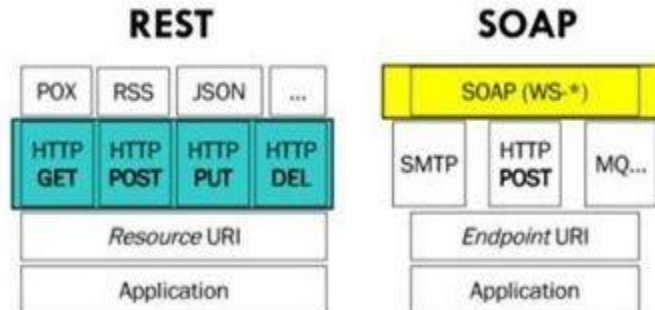 REST
POX RSS JSON ...
HTTP GET HTTP POST HTTP PUT HTTP DEL
Resource URI
Application
SOAP
SOAP (WS-*)
SMTP HTTP POST MQ...
Endpoint URI
Application